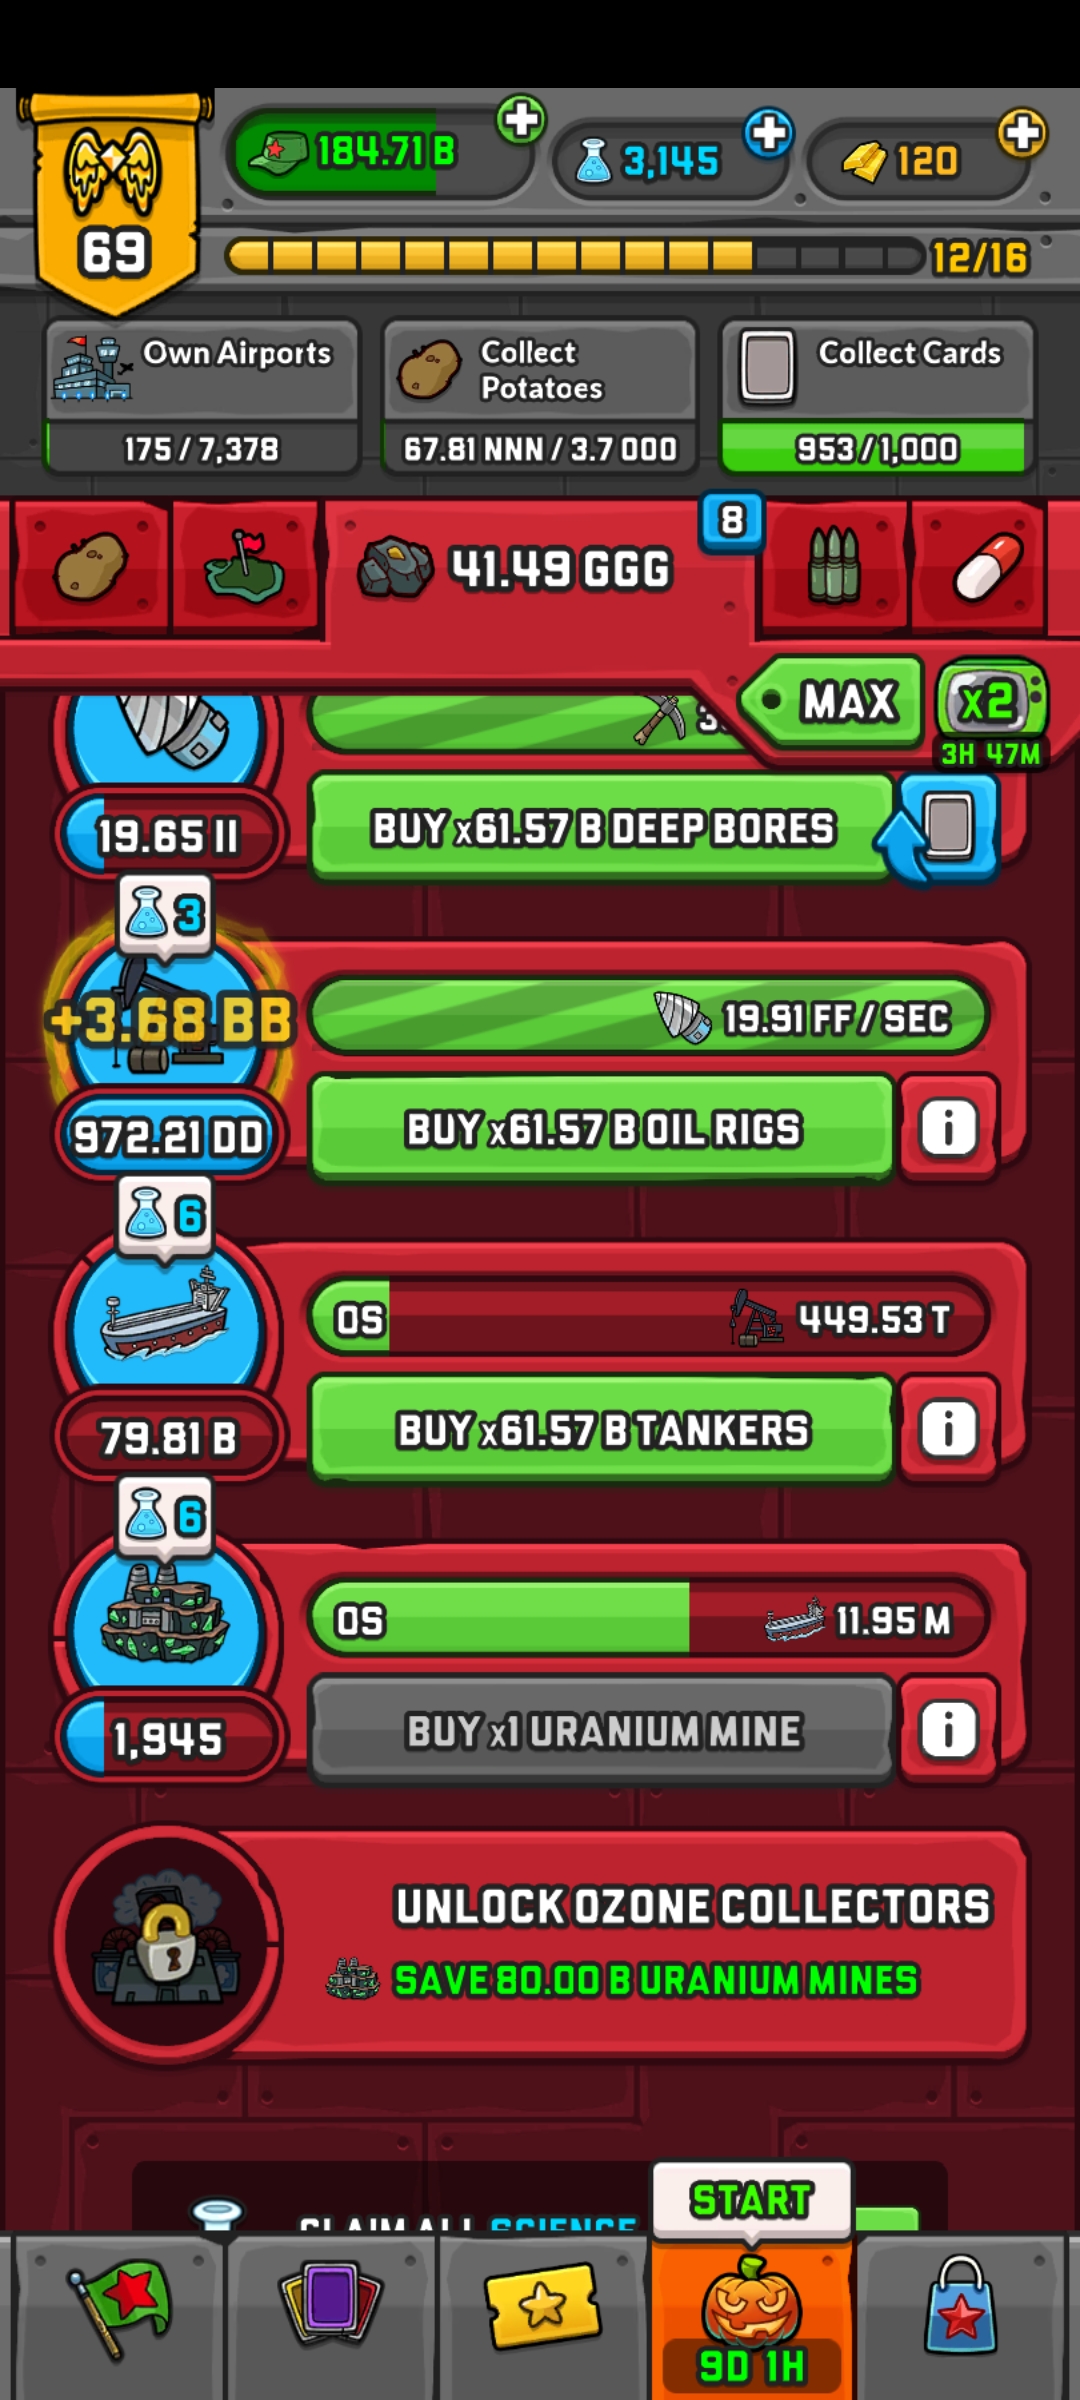 184.71 B
3,145
120
69
12/16
Own Airports
175 / 7,378
Collect
Potatoes
67.81 NNN / 3.7 OOO
Collect Cards
953 / 1,000
41.49 GGG
8
MAX
x2
3H 47M
19.65 II
BUY x61.57 B DEEP BORES
3
+3.68 BB
19.91 FF / SEC
972.21 DD
BUY x61.57 B OIL RIGS
i
6
0S
449.53 T
79.81 B
BUY x61.57 B TANKERS
i
6
0S
11.95 M
1,945
BUY x1 URANIUM MINE
i
UNLOCK OZONE COLLECTORS
SAVE 80.00 B URANIUM MINES
CLAIM ALL SCIENCE
START
9D 1H